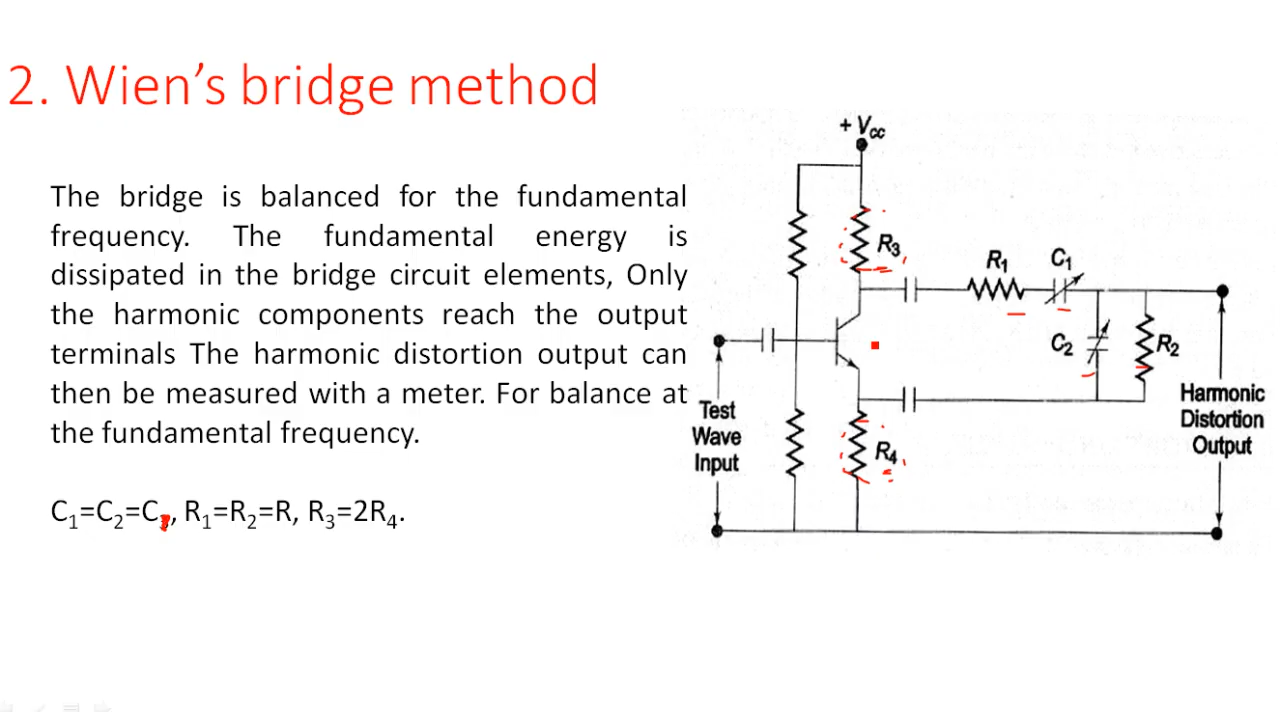 2. Wien's bridge method
The bridge is balanced for the fundamental
frequency. The fundamental energy is
dissipated in the bridge circuit elements, Only
the harmonic components reach the output
terminals The harmonic distortion output can
then be measured with a meter. For balance at
the fundamental frequency.
C₁=C₂=C, R₁=R₂=R, R₃=2R₄.
+ Vcc
R₃
R₁
C₁
C₂
R₂
R₄
Test
Wave
Input
Harmonic
Distortion
Output